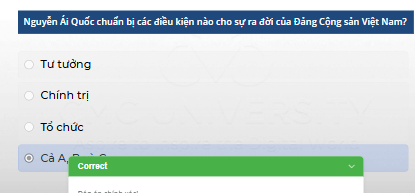 Nguyễn Ái Quốc chuẩn bị các điều kiện nào cho sự ra đời của Đảng Cộng sản Việt Nam?
Tư tưởng
Chính trị
Tổ chức
Cả A,
Correct